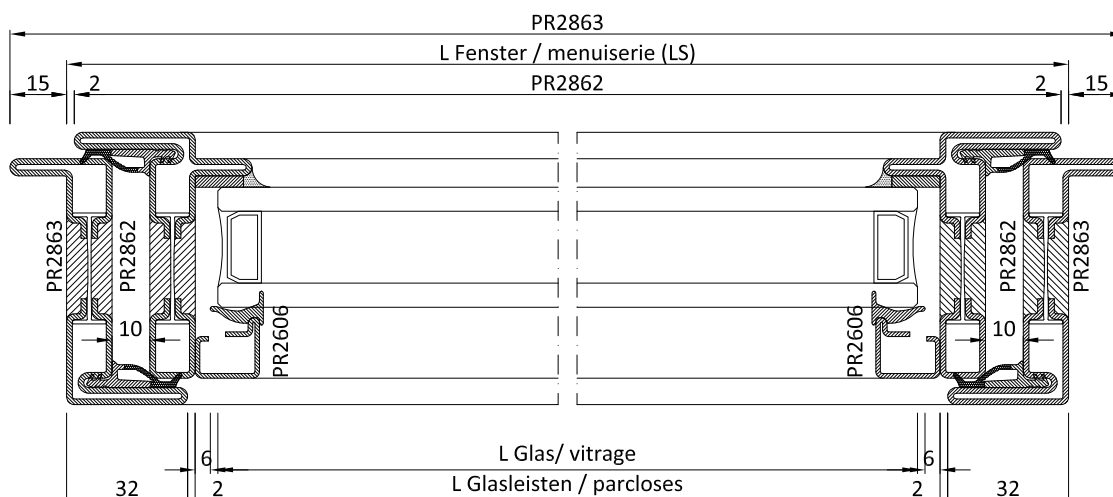 PR2863
L Fenster / menuiserie (LS)
15 2 PR2862 2 15
PR2863 PR2862 PR2862 PR2863
10 PR2606 PR2606 10
6 L Glas/ vitrage 6
32 2 L Glasleisten / parcloses 2 32